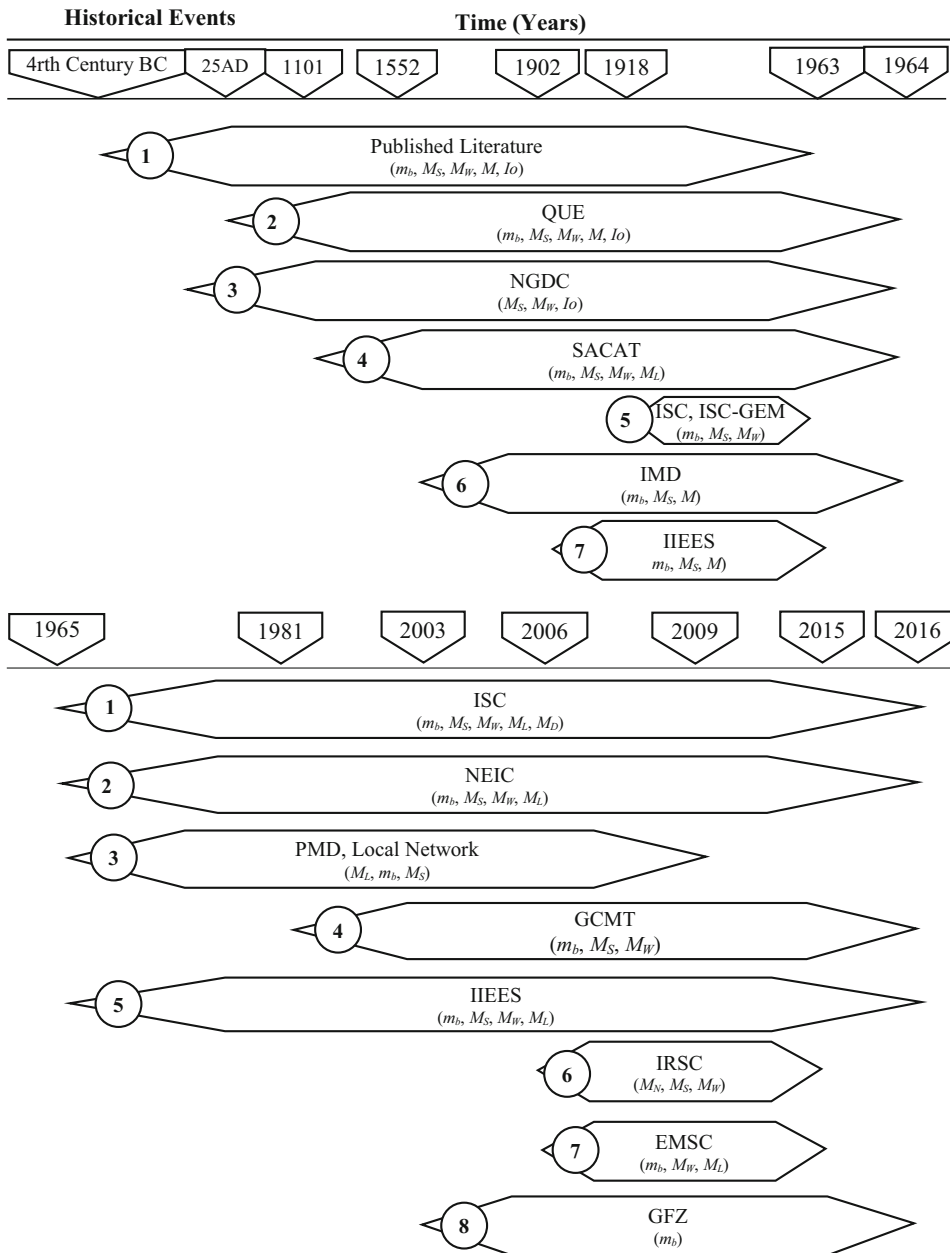 Historical Events Time (Years)
4rth Century BC 25AD 1101 1552 1902 1918 1963 1964
1 Published Literature
(mb, MS, MW, M, Io)
2 QUE
(mb, MS, MW, M, Io)
3 NGDC
(MS, MW, Io)
4 SACAT
(mb, MS, MW, ML)
5 ISC, ISC-GEM
(mb, MS, MW)
6 IMD
(mb, MS, M)
7 IIEES
mb, MS, M)
1965 1981 2003 2006 2009 2015 2016
1 ISC
(mb, MS, MW, ML, MD)
2 NEIC
(mb, MS, MW, ML)
3 PMD, Local Network
(ML, mb, MS)
4 GCMT
(mb, MS, MW)
5 IIEES
(mb, MS, MW, ML)
6 IRSC
(MN, MS, MW)
7 EMSC
(mb, MW, ML)
8 GFZ
(mb)